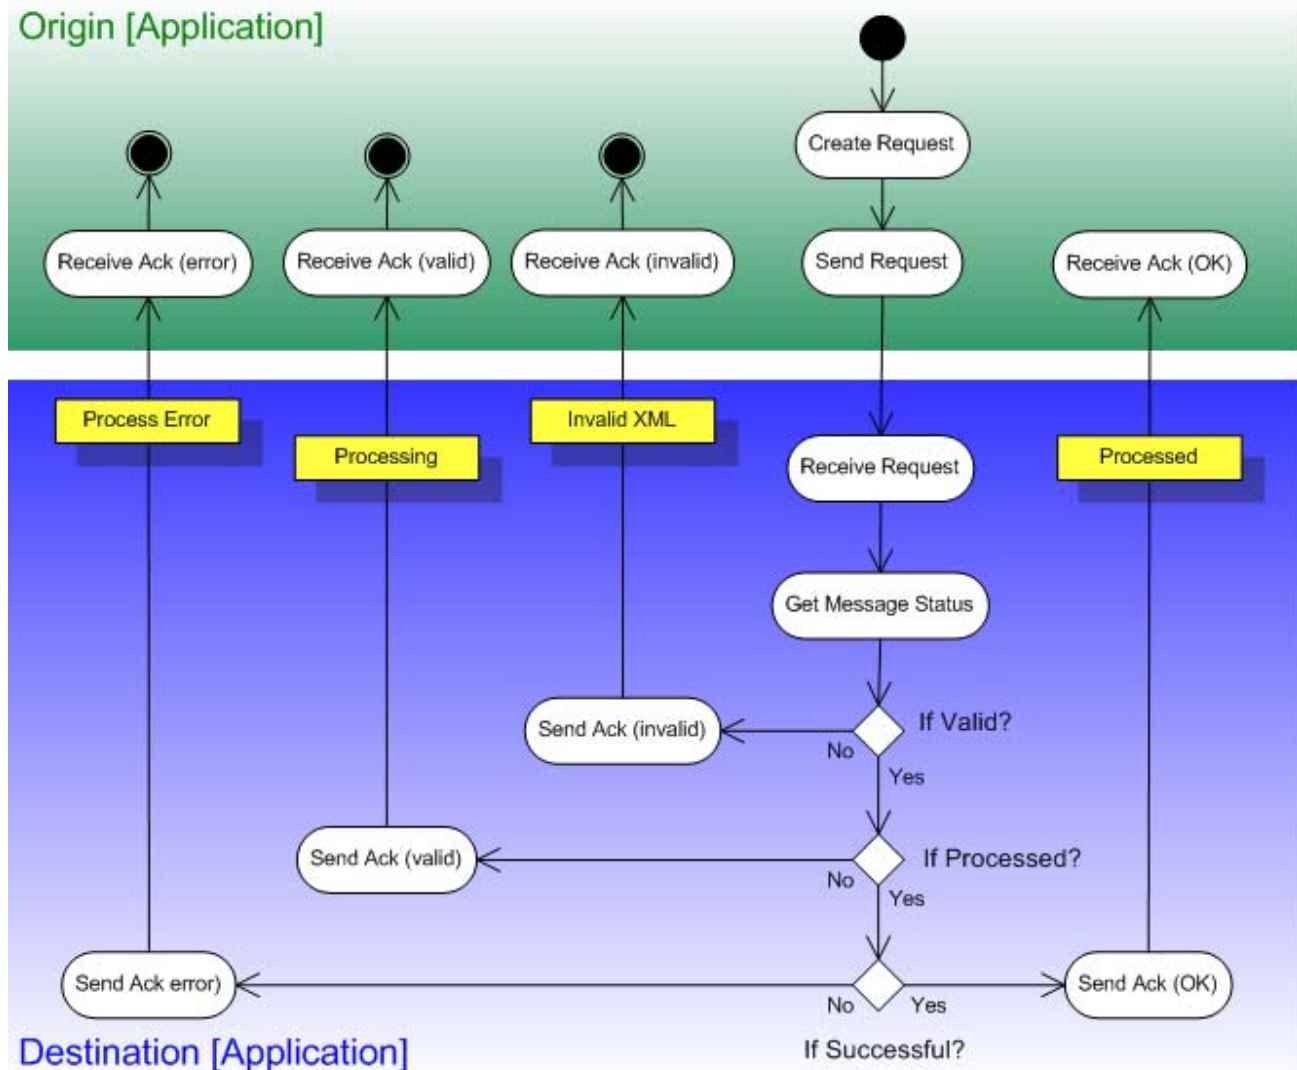 Origin [Application]
Create Request
Receive Ack (error)
Receive Ack (valid)
Receive Ack (invalid)
Send Request
Receive Ack (OK)
Process Error
Invalid XML
Processing
Receive Request
Processed
Get Message Status
Send Ack (invalid)
If Valid?
No
Yes
Send Ack (valid)
If Processed?
No
Yes
Send Ack error)
Send Ack (OK)
No
Yes
If Successful?
Destination [Application]